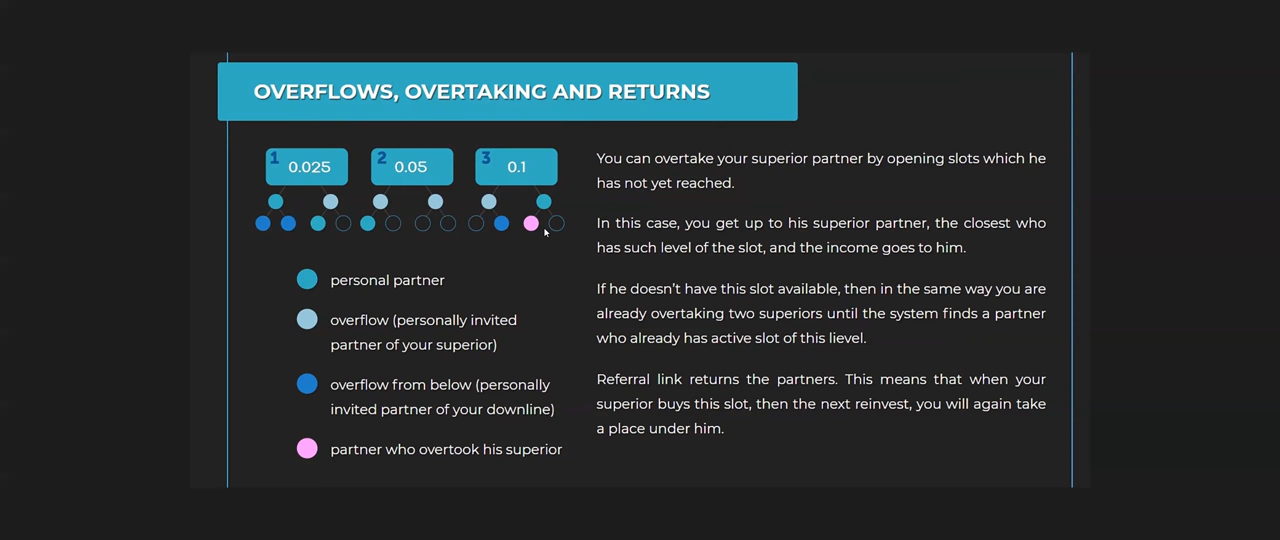 OVERFLOWS, OVERTAKING AND RETURNS
1 0.025
2 0.05
3 0.1
personal partner
overflow (personally invited
partner of your superior)
overflow from below (personally
invited partner of your downline)
partner who overtook his superior
You can overtake your superior partner by opening slots which he
has not yet reached.
In this case, you get up to his superior partner, the closest who
has such level of the slot, and the income goes to him.
If he doesn't have this slot available, then in the same way you are
already overtaking two superiors until the system finds a partner
who already has active slot of this lievel.
Referral link returns the partners. This means that when your
superior buys this slot, then the next reinvest, you will again take
a place under him.